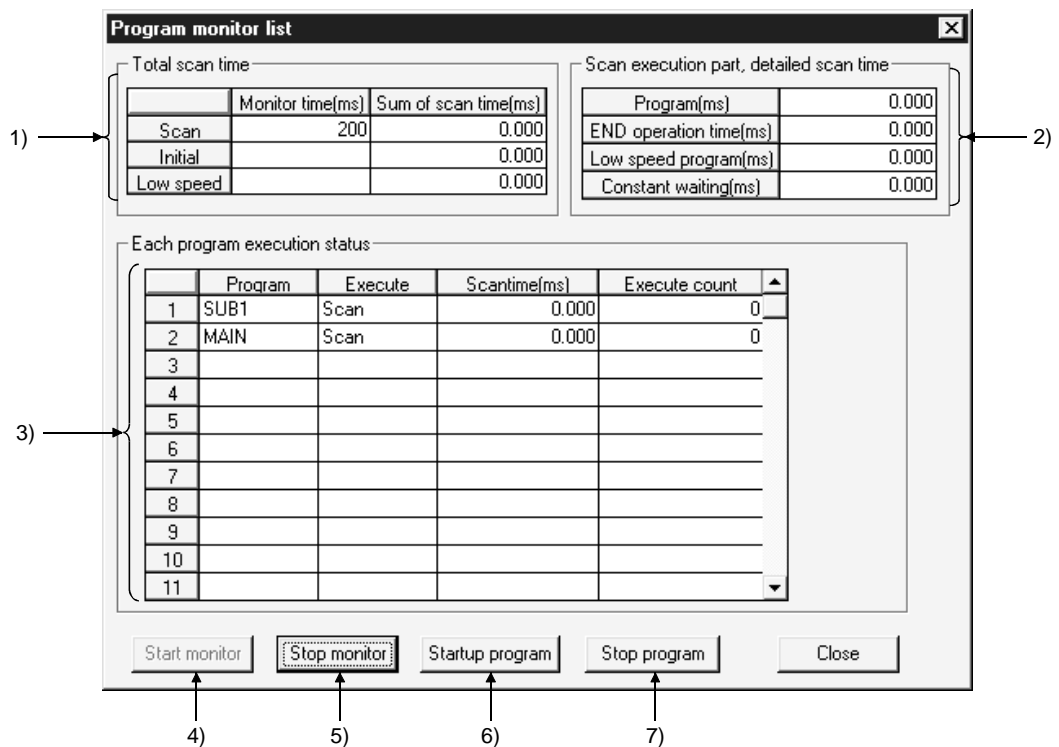 Program monitor list
Total scan time
Monitor time(ms) Sum of scan time(ms)
Scan 200 0.000
Initial 0.000
Low speed 0.000
1)
Scan execution part, detailed scan time
Program(ms) 0.000
END operation time(ms) 0.000
Low speed program(ms) 0.000
Constant waiting(ms) 0.000
2)
Each program execution status
Program Execute Scantime(ms) Execute count
1 SUB1 Scan 0.000 0
2 MAIN Scan 0.000 0
3
4
5
6
7
8
9
10
11
3)
Start monitor Stop monitor Startup program Stop program Close
4) 5) 6) 7)